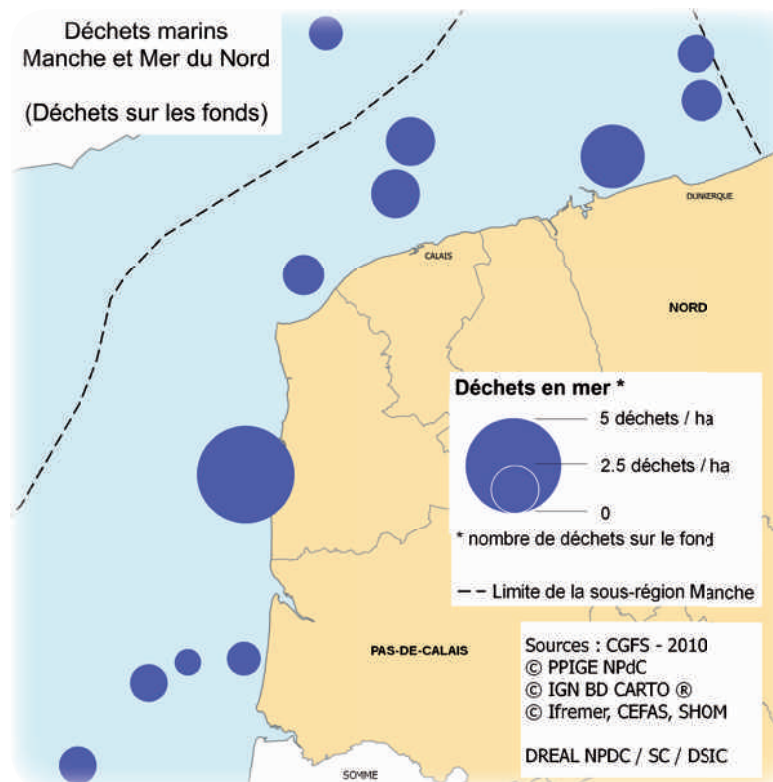 Déchets marins
Manche et Mer du Nord
(Déchets sur les fonds)
DUNKERQUE
CALAIS
NORD
Déchets en mer *
5 déchets / ha
2.5 déchets / ha
0
* nombre de déchets sur le fond
Limite de la sous-région Manche
PAS-DE-CALAIS
Sources : CGFS - 2010
© PPIGE NPdC
© IGN BD CARTO ®
© Ifremer, CEFAS, SHOM
DREAL NPDC / SC / DSIC
SOMME